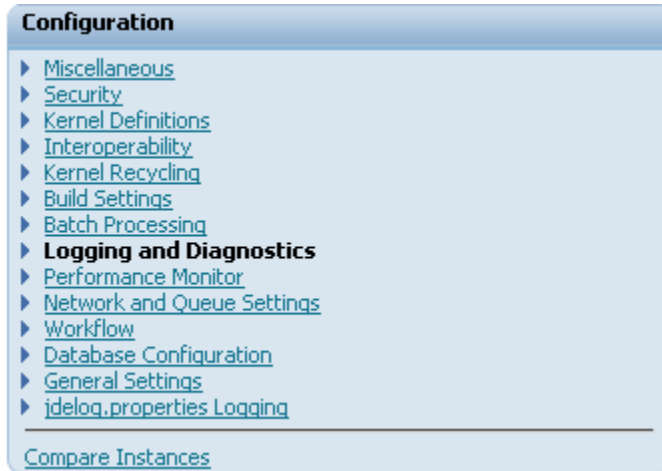 Configuration
Miscellaneous
Security
Kernel Definitions
Interoperability
Kernel Recycling
Build Settings
Batch Processing
Logging and Diagnostics
Performance Monitor
Network and Queue Settings
Workflow
Database Configuration
General Settings
jdelog.properties Logging
Compare Instances